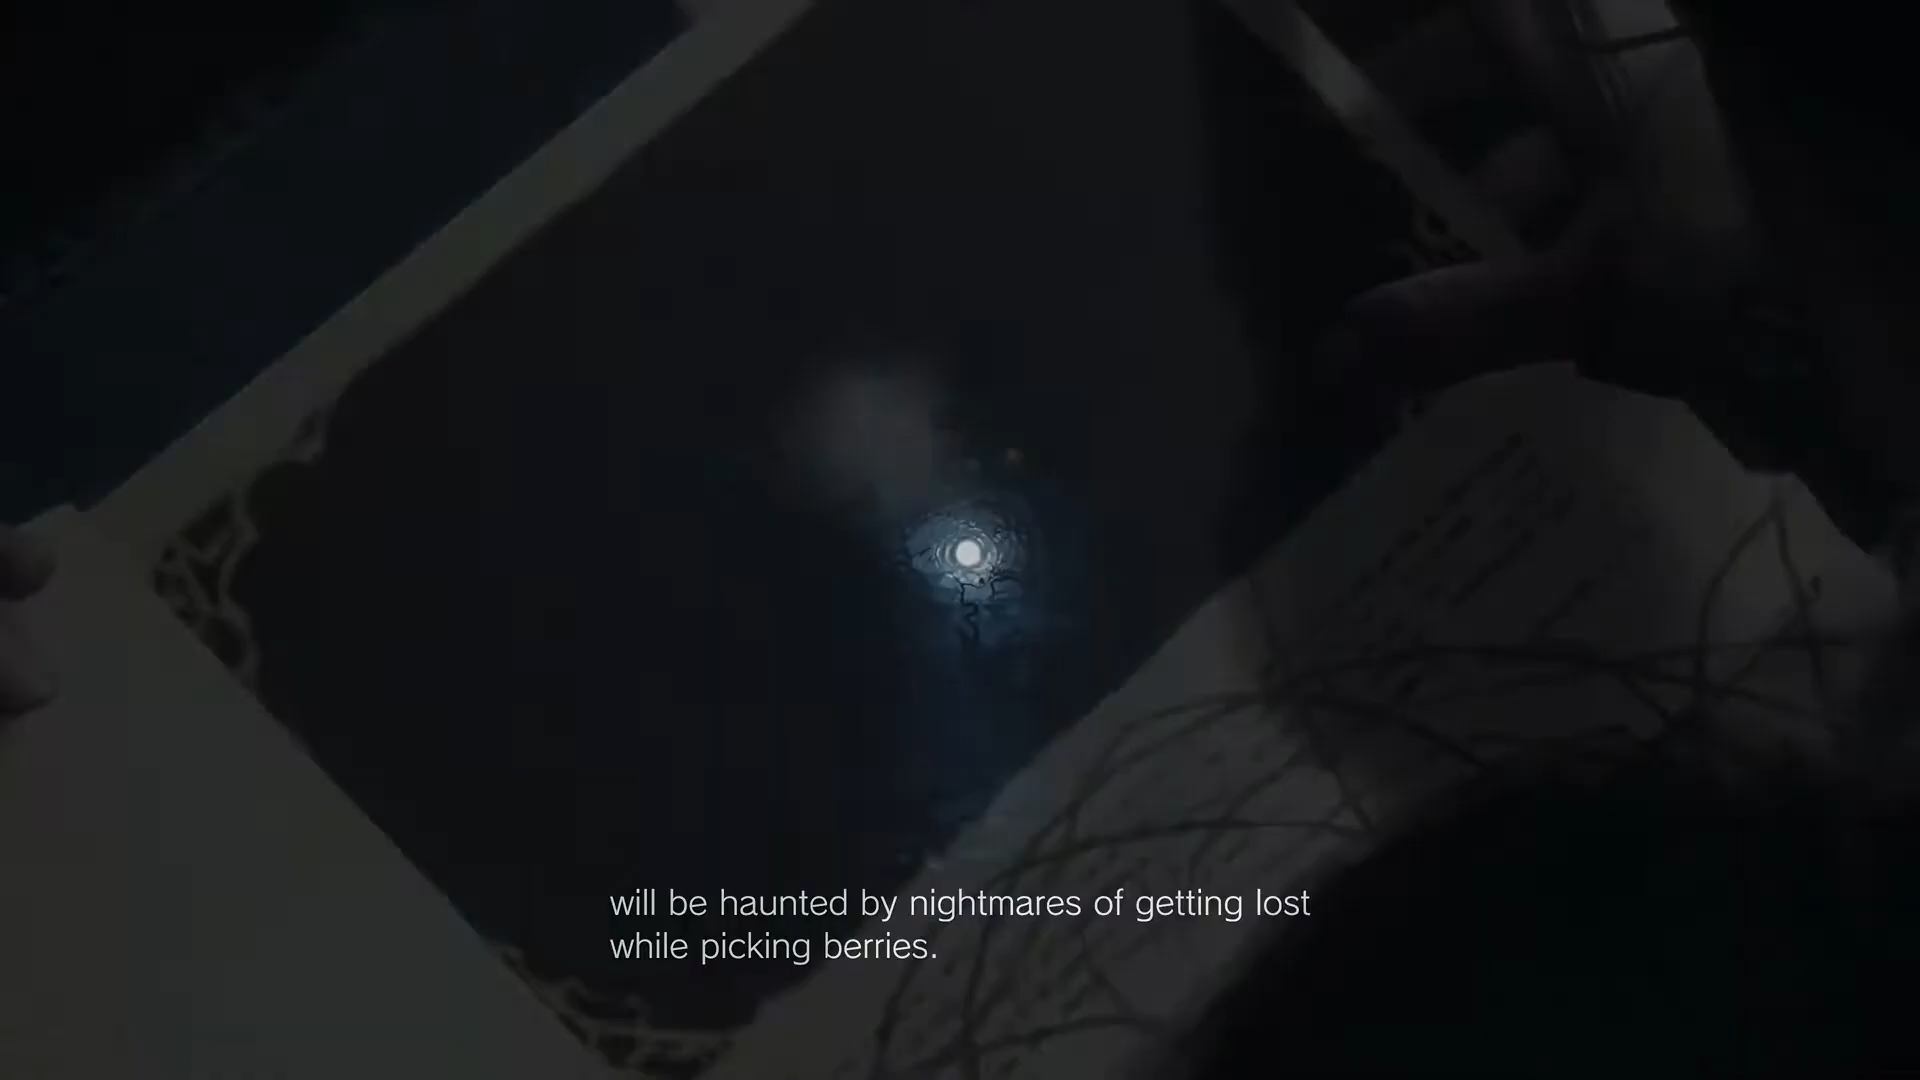 will be haunted by nightmares of getting lost
while picking berries.